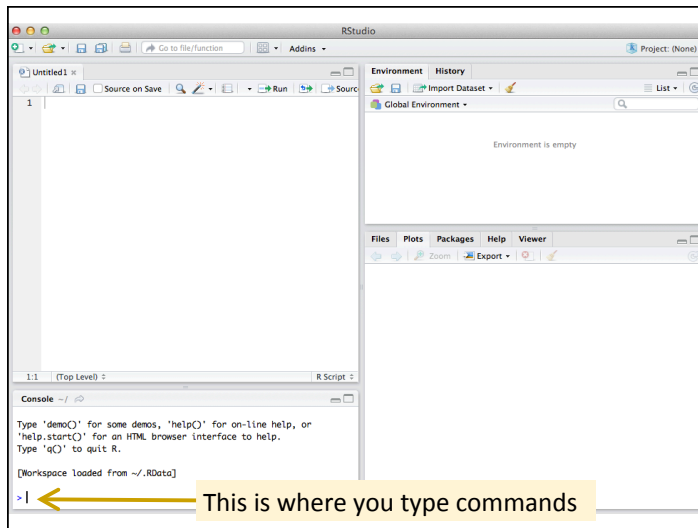 RStudio
Go to file/function
Addins
Project: (None)
Untitled1
Source on Save
Run
Sourc
1
1:1
(Top Level)
R Script
Console ~/
Type 'demo()' for some demos, 'help()' for on-line help, or
'help.start()' for an HTML browser interface to help.
Type 'q()' to quit R.
[Workspace loaded from ~/.RData]
>
This is where you type commands
Environment History
Import Dataset
List
Global Environment
Environment is empty
Files Plots Packages Help Viewer
Zoom Export